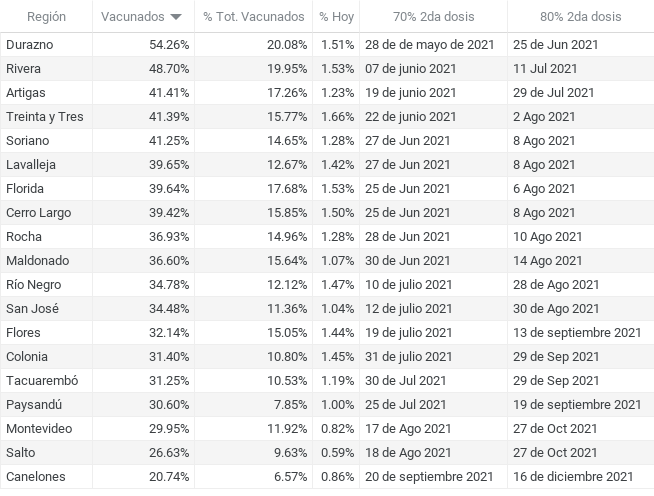 Región Vacunados % Tot. Vacunados % Hoy 70% 2da dosis 80% 2da dosis
Durazno 54.26% 20.08% 1.51% 28 de de mayo de 2021 25 de Jun 2021
Rivera 48.70% 19.95% 1.53% 07 de junio 2021 11 Jul 2021
Artigas 41.41% 17.26% 1.23% 19 de junio 2021 29 de Jul 2021
Treinta y Tres 41.39% 15.77% 1.66% 22 de junio 2021 2 Ago 2021
Soriano 41.25% 14.65% 1.28% 27 de Jun 2021 8 Ago 2021
Lavalleja 39.65% 12.67% 1.42% 27 de Jun 2021 8 Ago 2021
Florida 39.64% 17.68% 1.53% 25 de Jun 2021 6 Ago 2021
Cerro Largo 39.42% 15.85% 1.50% 25 de Jun 2021 8 Ago 2021
Rocha 36.93% 14.96% 1.28% 28 de Jun 2021 10 Ago 2021
Maldonado 36.60% 15.64% 1.07% 30 de Jun 2021 14 Ago 2021
Río Negro 34.78% 12.12% 1.47% 10 de julio 2021 28 de Ago 2021
San José 34.48% 11.36% 1.04% 12 de julio 2021 30 de Ago 2021
Flores 32.14% 15.05% 1.44% 19 de julio 2021 13 de septiembre 2021
Colonia 31.40% 10.80% 1.45% 31 de julio 2021 29 de Sep 2021
Tacuarembó 31.25% 10.53% 1.19% 30 de Jul 2021 29 de Sep 2021
Paysandú 30.60% 7.85% 1.00% 25 de Jul 2021 19 de septiembre 2021
Montevideo 29.95% 11.92% 0.82% 17 de Ago 2021 27 de Oct 2021
Salto 26.63% 9.63% 0.59% 18 de Ago 2021 27 de Oct 2021
Canelones 20.74% 6.57% 0.86% 20 de septiembre 2021 16 de diciembre 2021